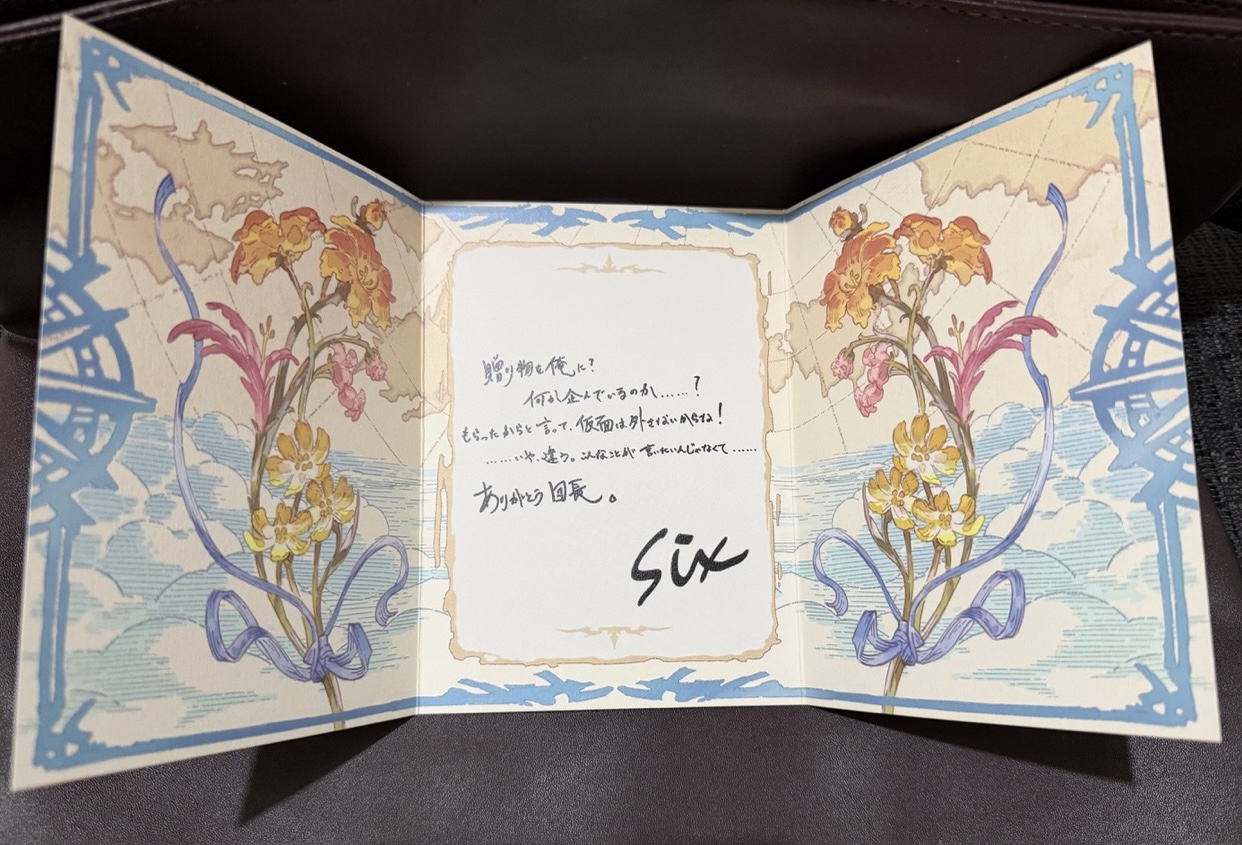 贈り物を俺に?
何か企んでいるのか……?
もらったからと言って、仮面は外さないからな!
……いや、違う。こんなことが言いたいんじゃなくて……
ありがとう団長。
Six